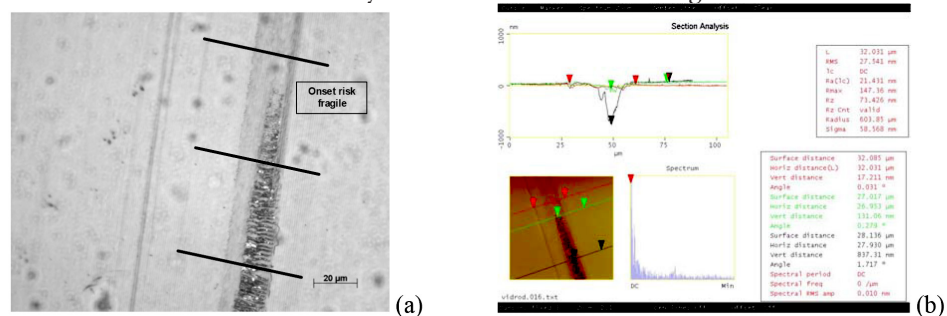 Onset risk
fragile
20 µm
(a)
nm
Section Analysis
1000
0
-1000
0
25
50
75
100
µm
L 32.031 µm
RMS 27.541 nm
lc DC
Ra(lc) 21.431 nm
Rmax 147.36 nm
Rz 73.426 nm
Rz Cnt valid
Radius 603.85 µm
Sigma 58.568 nm
Spectrum
DC
Min
Surface distance 32.085 µm
Horiz distance(L) 32.031 µm
Vert distance 17.211 nm
Angle 0.031 °
Surface distance 27.017 µm
Horiz distance 26.953 µm
Vert distance 131.06 nm
Angle 0.278 °
Surface distance 28.136 µm
Horiz distance 27.930 µm
Vert distance 837.31 nm
Angle 1.717 °
Spectral period DC
Spectral freq 0 /µm
Spectral RMS amp 0.010 nm
vidrod.016.txt
(b)